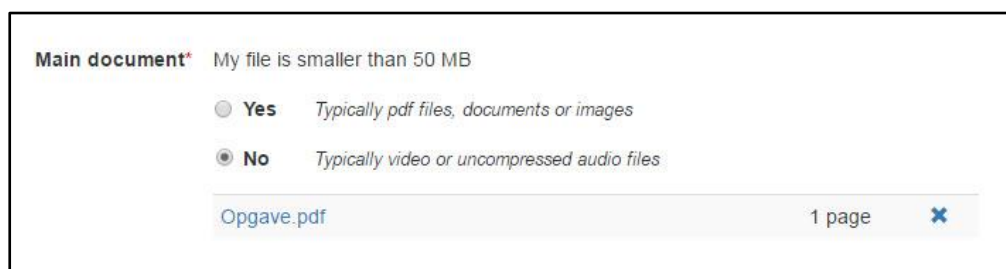 Main document* My file is smaller than 50 MB
Yes Typically pdf files, documents or images
No Typically video or uncompressed audio files
Opgave.pdf 1 page